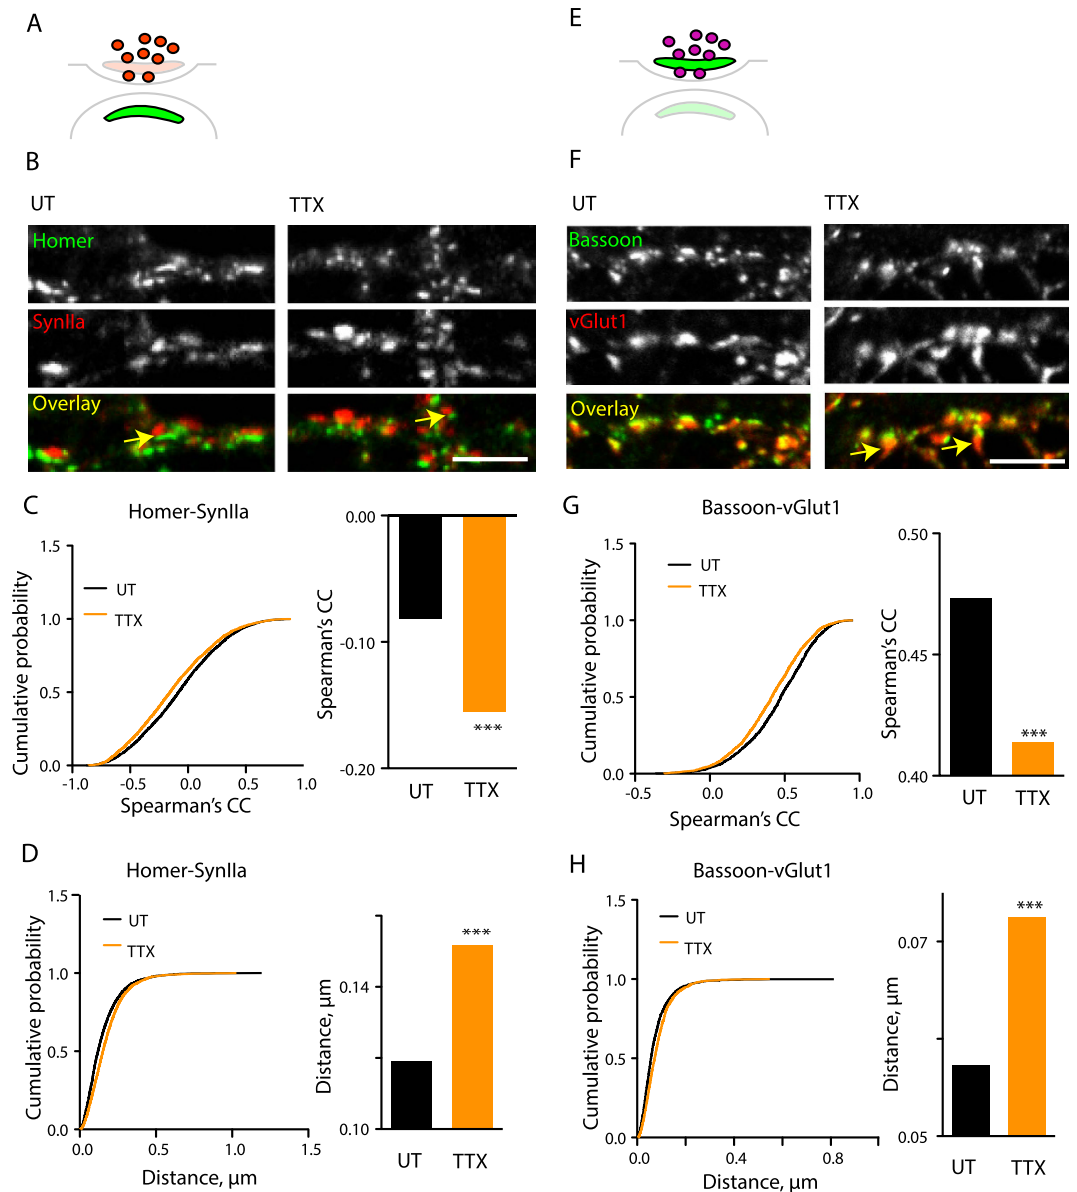 A
B
UT
TTX
Homer
SynIIa
Overlay
C
Homer-SynIIa
Cumulative probability
1.5
1.0
0.5
0.0
UT
TTX
-1.0
-0.5
0.0
0.5
1.0
Spearman's CC
Spearman's CC
0.00
-0.10
-0.20
***
UT
TTX
D
Homer-SynIIa
Cumulative probability
1.5
1.0
0.5
0.0
UT
TTX
0.0
0.5
1.0
1.5
Distance, µm
Distance, µm
0.14
0.10
***
UT
TTX
E
F
UT
TTX
Bassoon
vGlut1
Overlay
G
Bassoon-vGlut1
Cumulative probability
1.5
1.0
0.5
0.0
UT
TTX
-0.5
0.0
0.5
1.0
Spearman's CC
Spearman's CC
0.50
0.45
0.40
***
UT
TTX
H
Bassoon-vGlut1
Cumulative probability
1.5
1.0
0.5
0.0
UT
TTX
0.0
0.4
0.8
Distance, µm
Distance, µm
0.07
0.05
***
UT
TTX